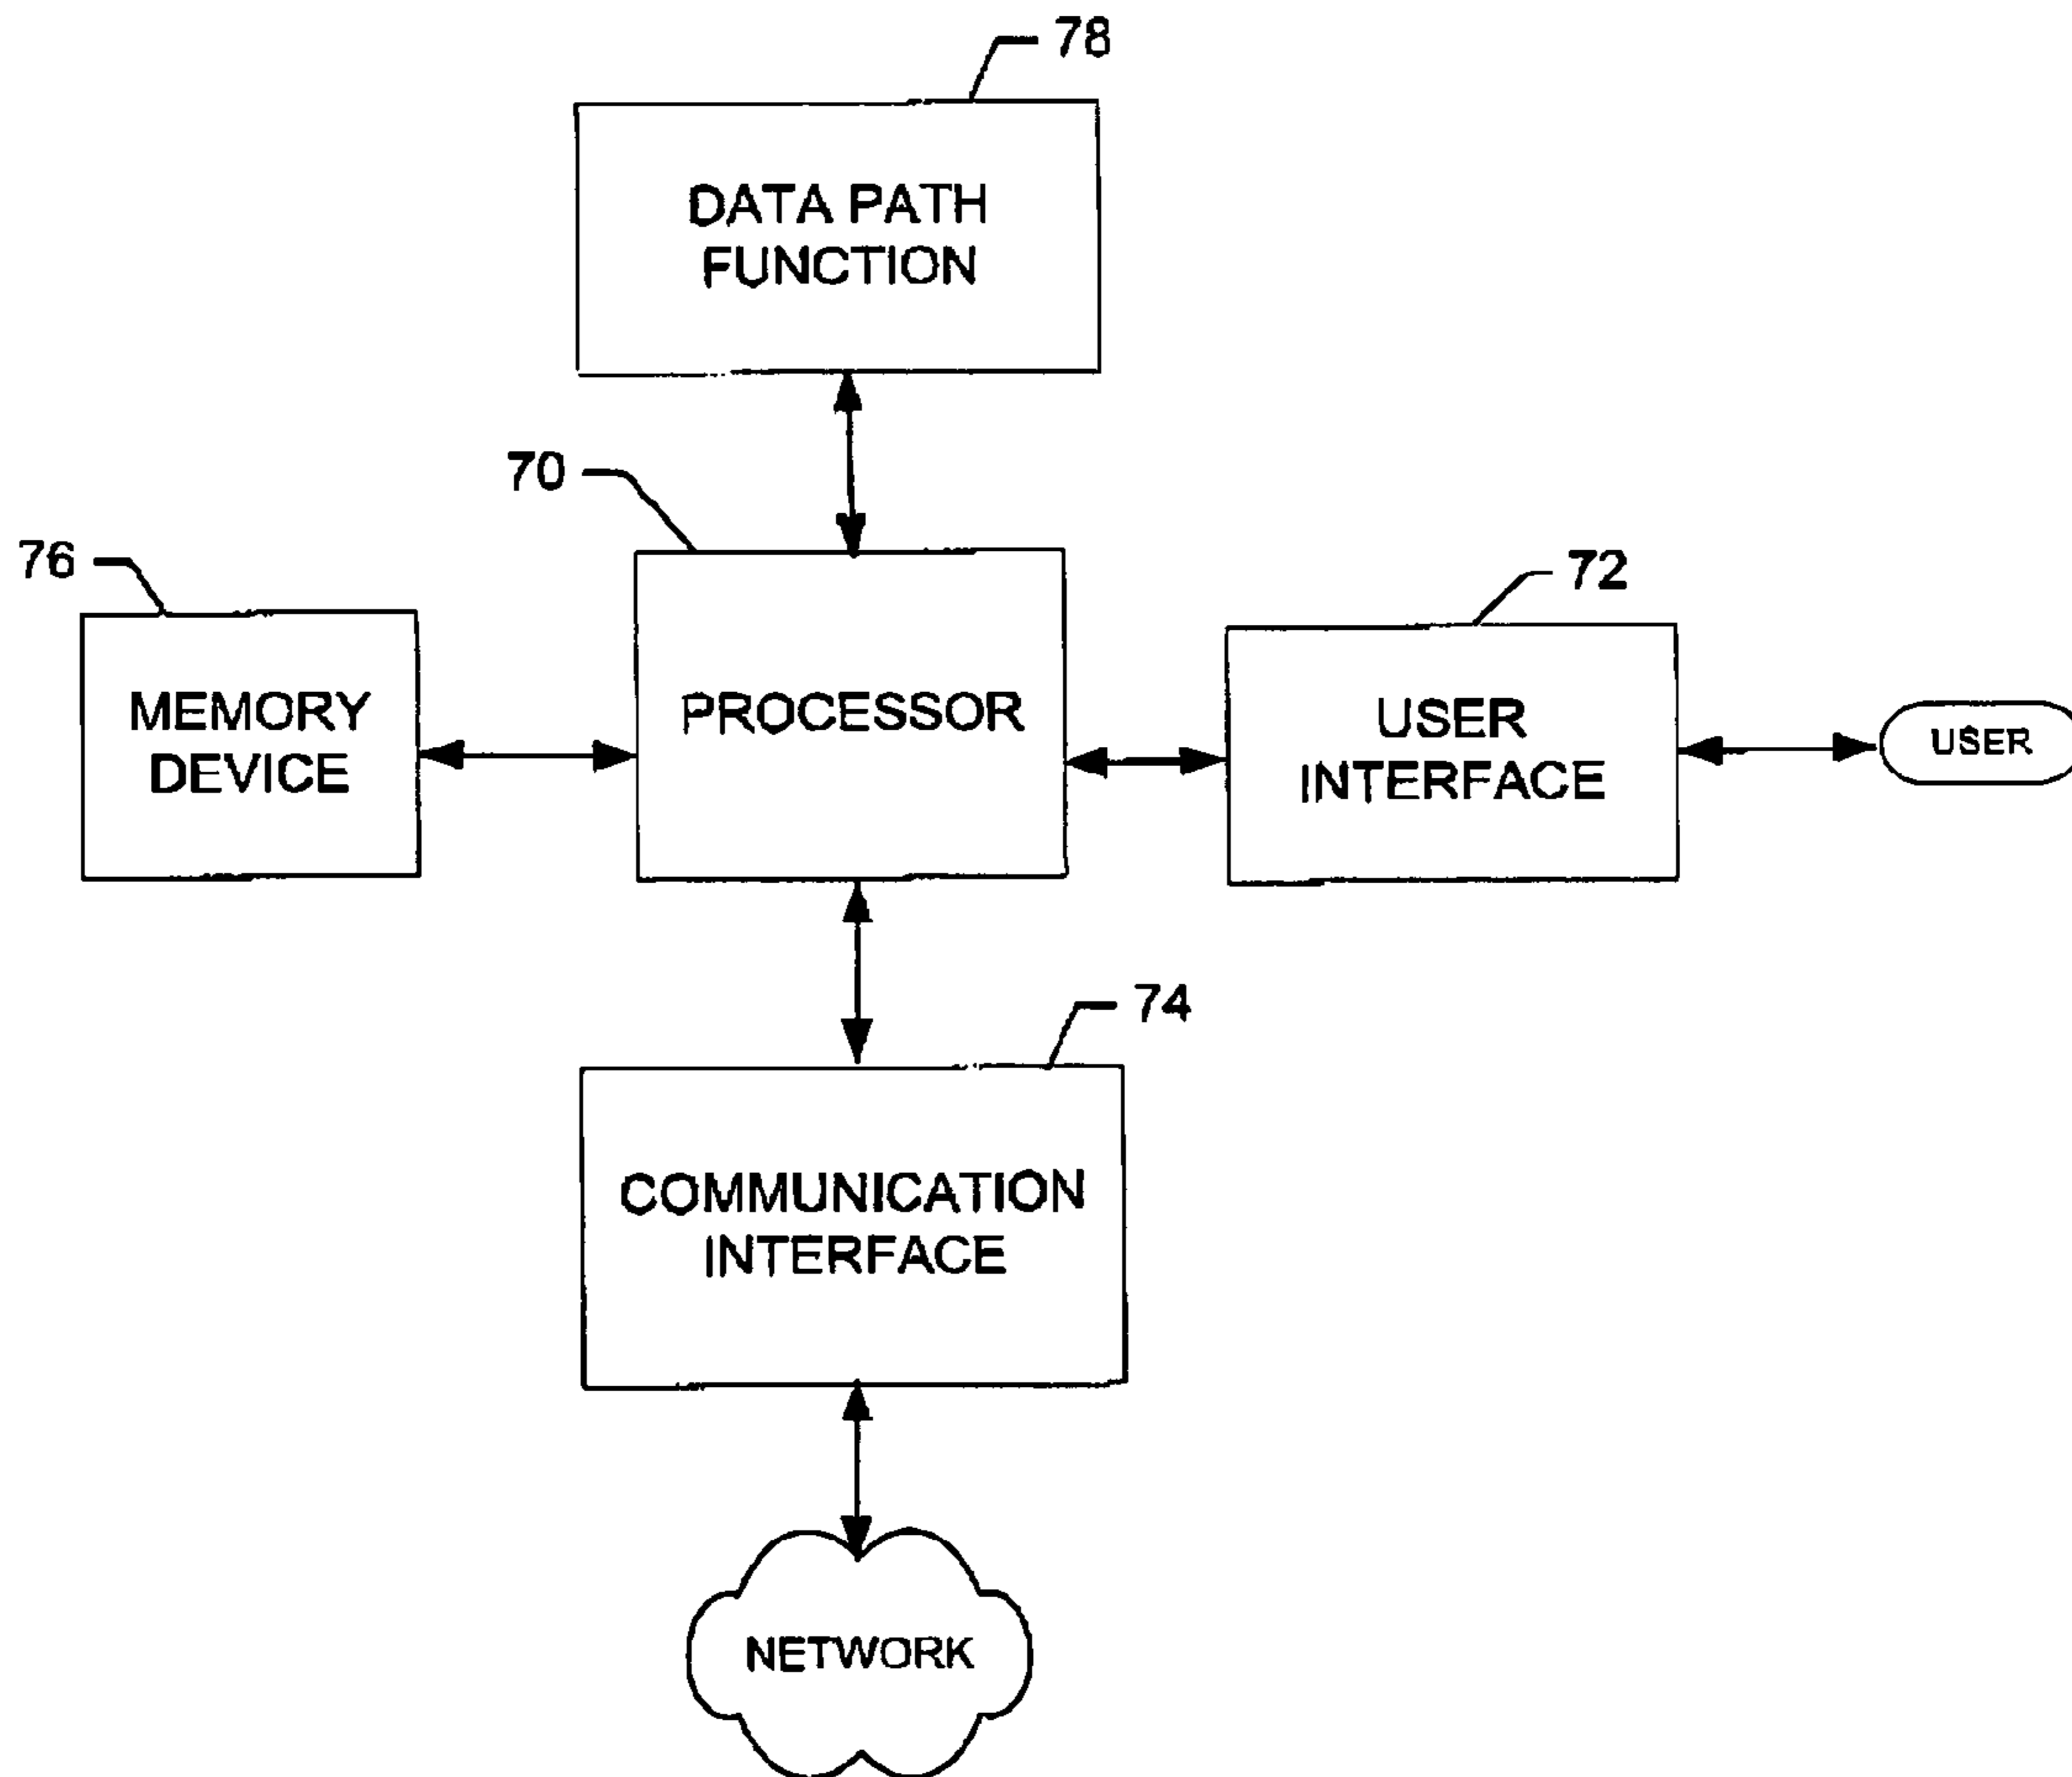 78
DATA PATH
FUNCTION
70
76
72
MEMORY
DEVICE
PROCESSOR
USER
INTERFACE
USER
74
COMMUNICATION
INTERFACE
NETWORK